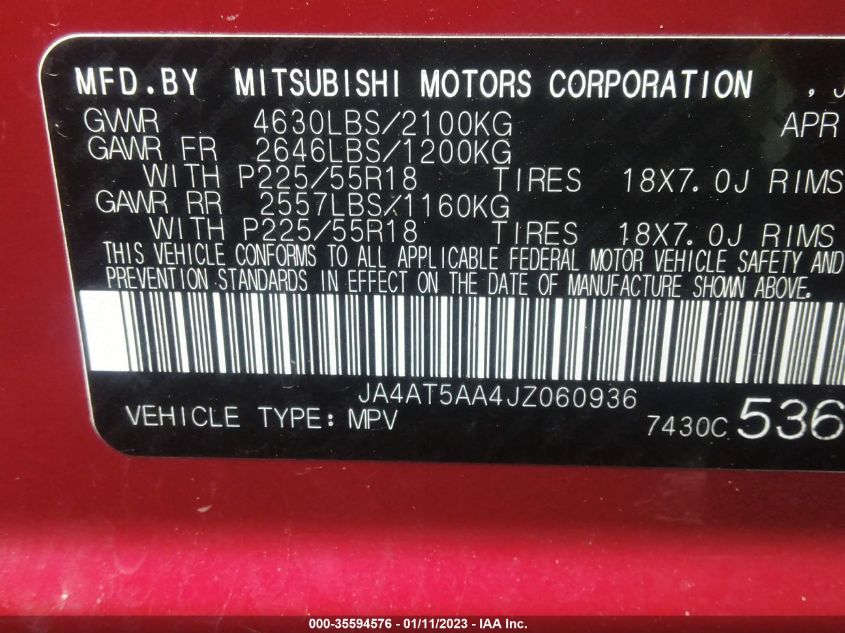 MFD.BY MITSUBISHI MOTORS CORPORATION , J
GVWR 4630LBS/2100KG APR
GAWR FR 2646LBS/1200KG
WITH P225/55R18 TIRES 18X7.0J RIMS
GAWR RR 2557LBS/1160KG
WITH P225/55R18 TIRES 18X7.0J RIMS
THIS VEHICLE CONFORMS TO ALL APPLICABLE FEDERAL MOTOR VEHICLE SAFETY AND
PREVENTION STANDARDS IN EFFECT ON THE DATE OF MANUFACTURE SHOWN ABOVE.
JA4AT5AA4JZ060936
VEHICLE TYPE: MPV 7430C 536
000-35594576 - 01/11/2023 - IAA Inc.